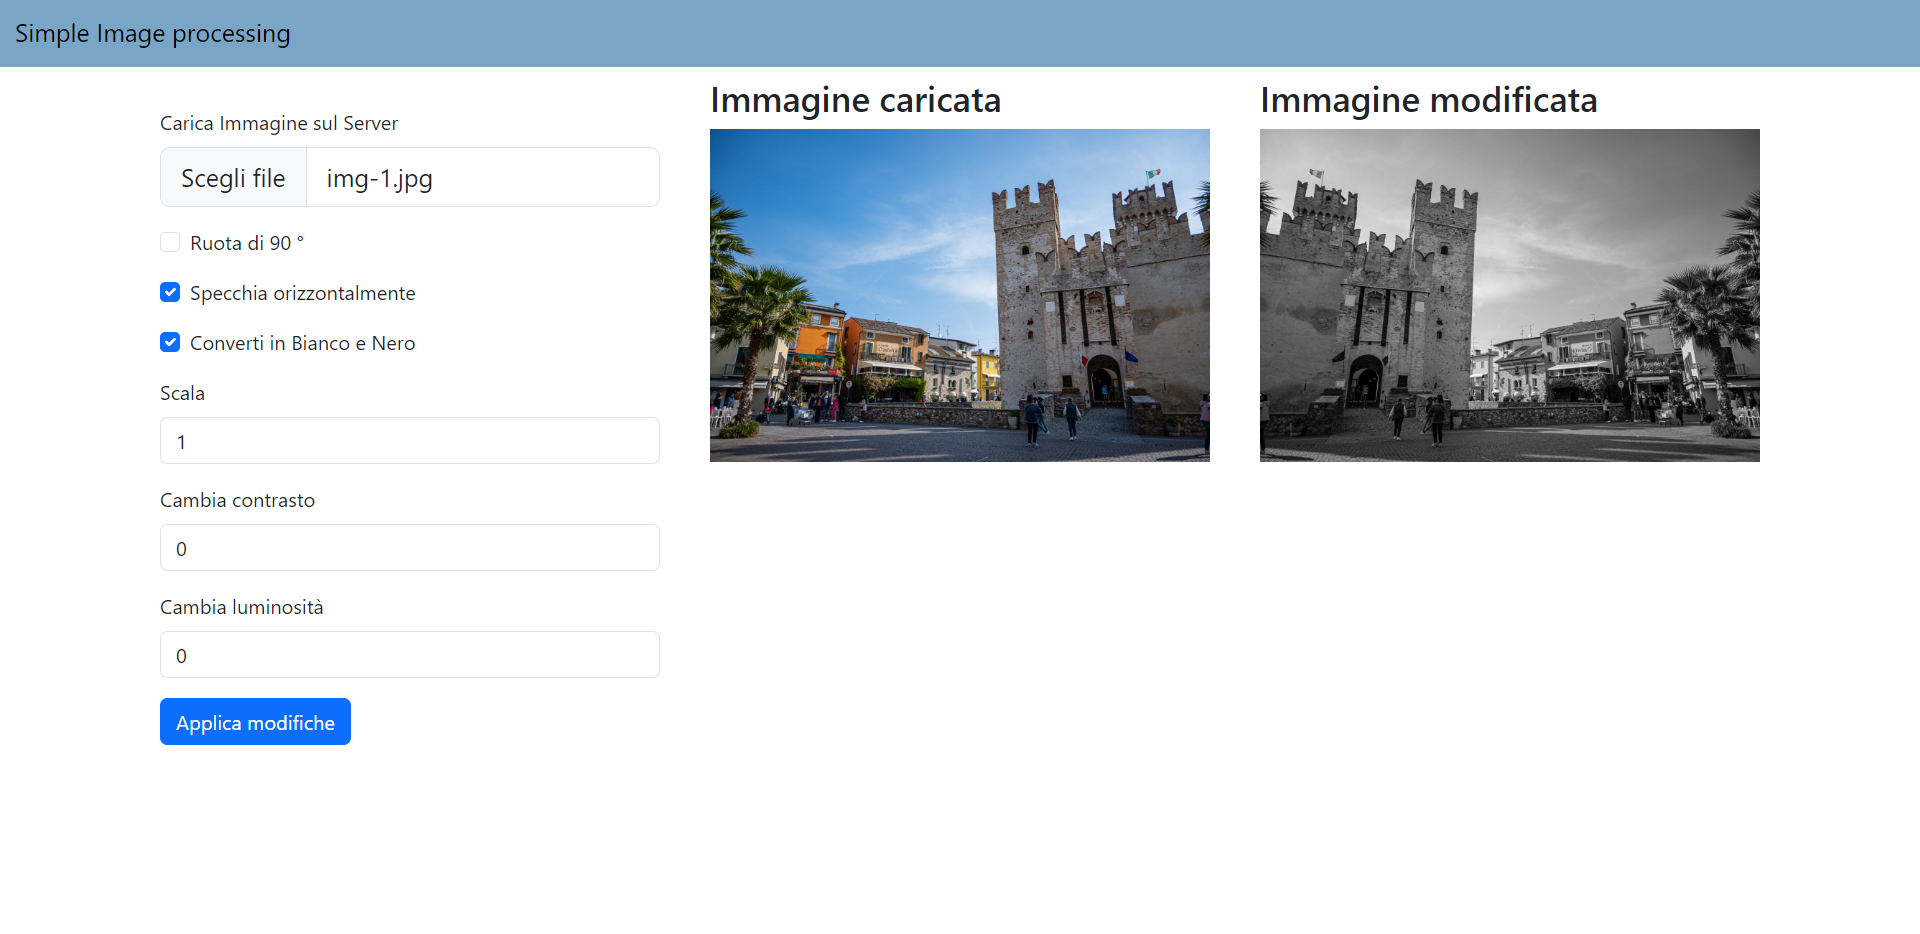 Simple Image processing
Carica Immagine sul Server
Scegli file img-1.jpg
Ruota di 90 °
Specchia orizzontalmente
Converti in Bianco e Nero
Scala
1
Cambia contrasto
0
Cambia luminosità
0
Applica modifiche
Immagine caricata
Immagine modificata